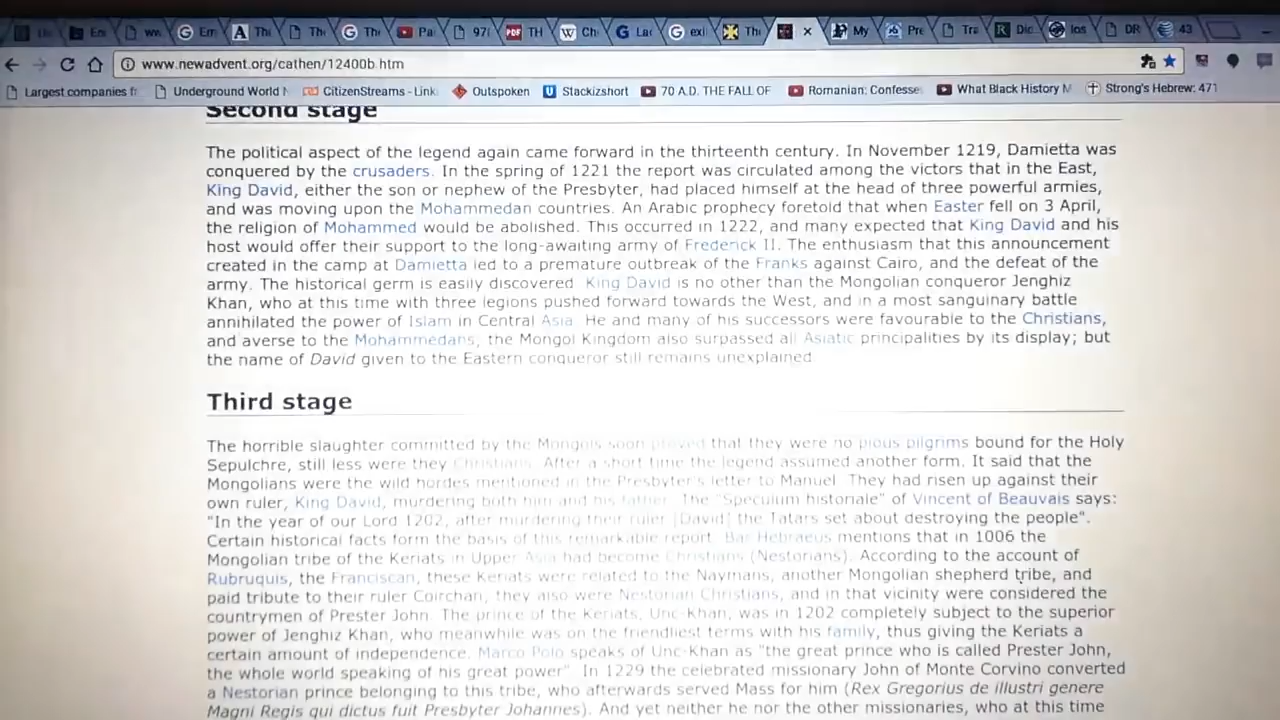 En
ww
Em
Thi
Th
Th
Pa
TH
Ch
Lac
exi
Th
My
Pre
Tra
Dic
los
DR
43
www.newadvent.org/cathen/12400b.htm
Largest companies f
Underground World N
CitizenStreams - Link
Outspoken
Stackizshort
70 A.D. THE FALL OF
Romanian: Confesse
What Black History M
Strong's Hebrew: 471
Second stage
The political aspect of the legend again came forward in the thirteenth century. In November 1219, Damietta was
conquered by the crusaders. In the spring of 1221 the report was circulated among the victors that in the East,
King David, either the son or nephew of the Presbyter, had placed himself at the head of three powerful armies,
and was moving upon the Mohammedan countries. An Arabic prophecy foretold that when Easter fell on 3 April,
the religion of Mohammed would be abolished. This occurred in 1222, and many expected that King David and his
host would offer their support to the long-awaiting army of Frederick II. The enthusiasm that this announcement
created in the camp at Damietta led to a premature outbreak of the Franks against Cairo, and the defeat of the
army. The historical germ is easily discovered. King David is no other than the Mongolian conqueror Jenghiz
Khan, who at this time with three legions pushed forward towards the West, and in a most sanguinary battle
annihilated the power of Islam in Central Asia. He and many of his successors were favourable to the Christians,
and averse to the Mohammedans, the Mongol Kingdom also surpassed all Asiatic principalities by its display; but
the name of David given to the Eastern conqueror still remains unexplained.
Third stage
The horrible slaughter committed by the Mongols soon proved that they were no pious pilgrims bound for the Holy
Sepulchre, still less were they Christians. After a short time the legend assumed another form. It said that the
Mongolians were the wild hordes mentioned in the Presbyter's letter to Manuel. They had risen up against their
own ruler, King David, murdering both him and his father. The "Speculum historiale" of Vincent of Beauvais says:
"In the year of our Lord 1202, after murdering their ruler [David] the Tatars set about destroying the people".
Certain historical facts form the basis of this remarkable report. Bar Hebraeus mentions that in 1006 the
Mongolian tribe of the Keriats in Upper Asia had become Christians (Nestorians). According to the account of
Rubruquis, the Franciscan, these Keriats were related to the Naymans, another Mongolian shepherd tribe, and
paid tribute to their ruler Coirchan; they also were Nestorian Christians, and in that vicinity were considered the
countrymen of Prester John. The prince of the Keriats, Unc-Khan, was in 1202 completely subject to the superior
power of Jenghiz Khan, who meanwhile was on the friendliest terms with his family, thus giving the Keriats a
certain amount of independence. Marco Polo speaks of Unc-Khan as "the great prince who is called Prester John,
the whole world speaking of his great power". In 1229 the celebrated missionary John of Monte Corvino converted
a Nestorian prince belonging to this tribe, who afterwards served Mass for him (Rex Gregorius de illustri genere
Magni Regis qui dictus fuit Presbyter Johannes). And yet neither he nor the other missionaries, who at this time